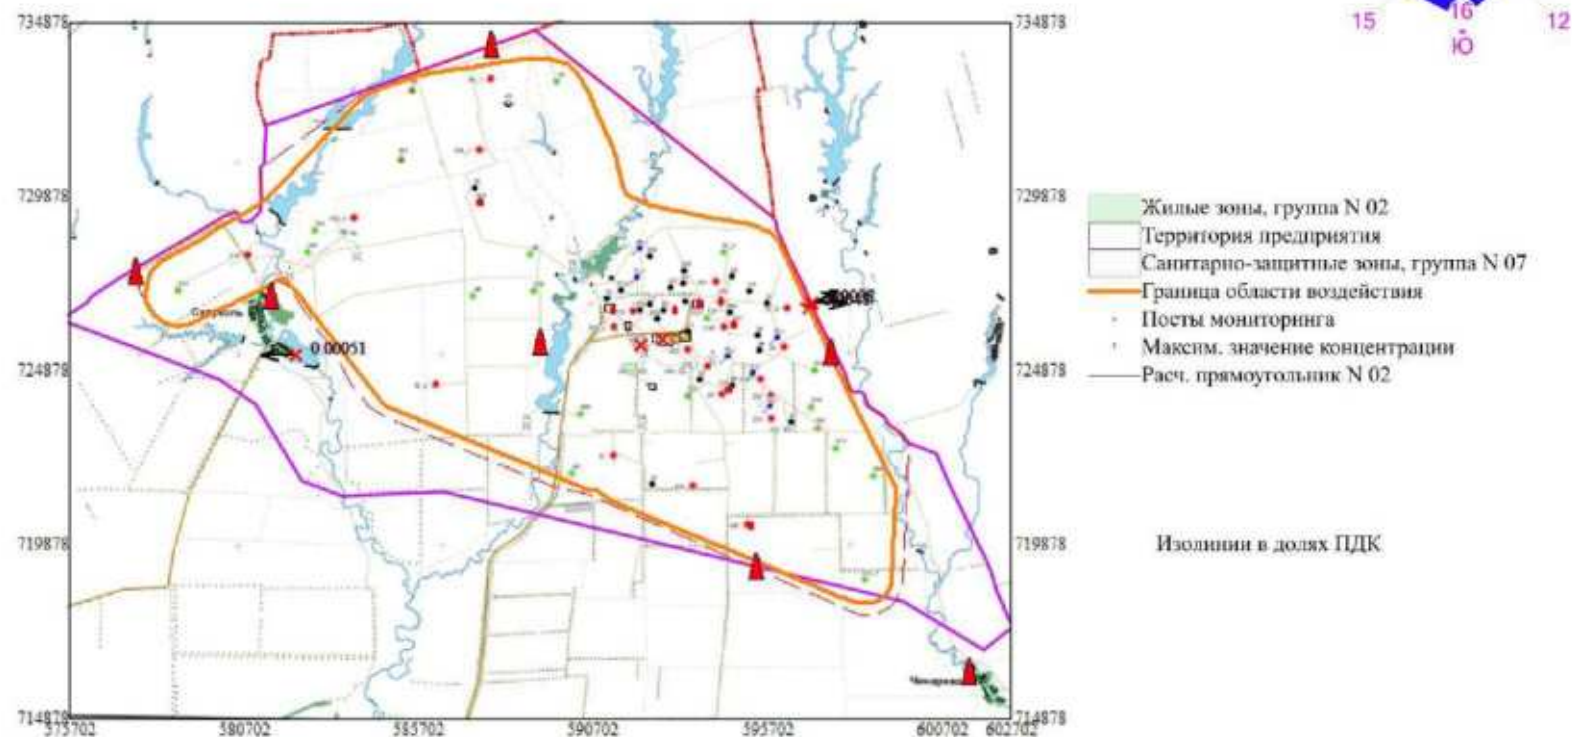 16
15
12
Ю
734878
734878
729878
729878
Жилые зоны, группа N 02
Территория предприятия
Санитарно-защитные зоны, группа N 07
Граница области воздействия
Посты мониторинга
Максим. значение концентрации
Расч. прямоугольник N 02
0.00051
724878
724878
719878
719878
Изолинии в долях ПДК
714878
714878
575702
580702
585702
590702
595702
600702
602702